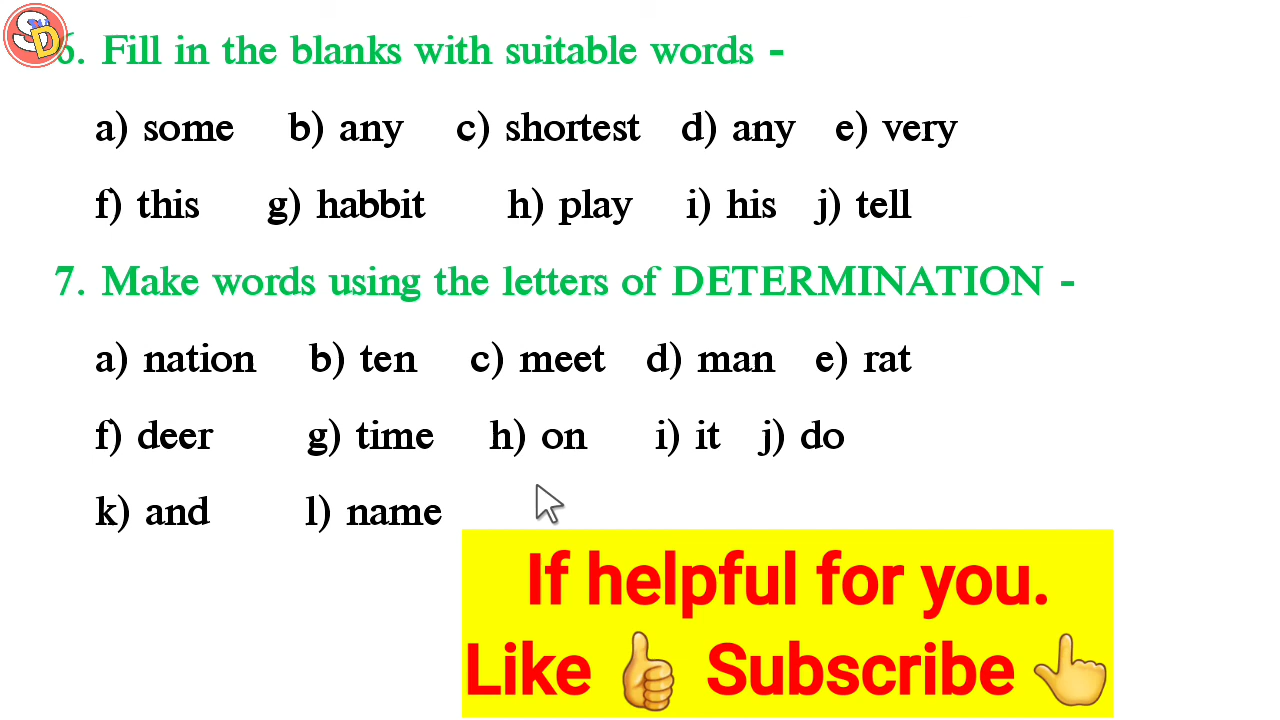 SD
6. Fill in the blanks with suitable words -
a) some b) any c) shortest d) any e) very
f) this g) habbit h) play i) his j) tell
7. Make words using the letters of DETERMINATION -
a) nation b) ten c) meet d) man e) rat
f) deer g) time h) on i) it j) do
k) and l) name
If helpful for you.
Like 👍 Subscribe 👆